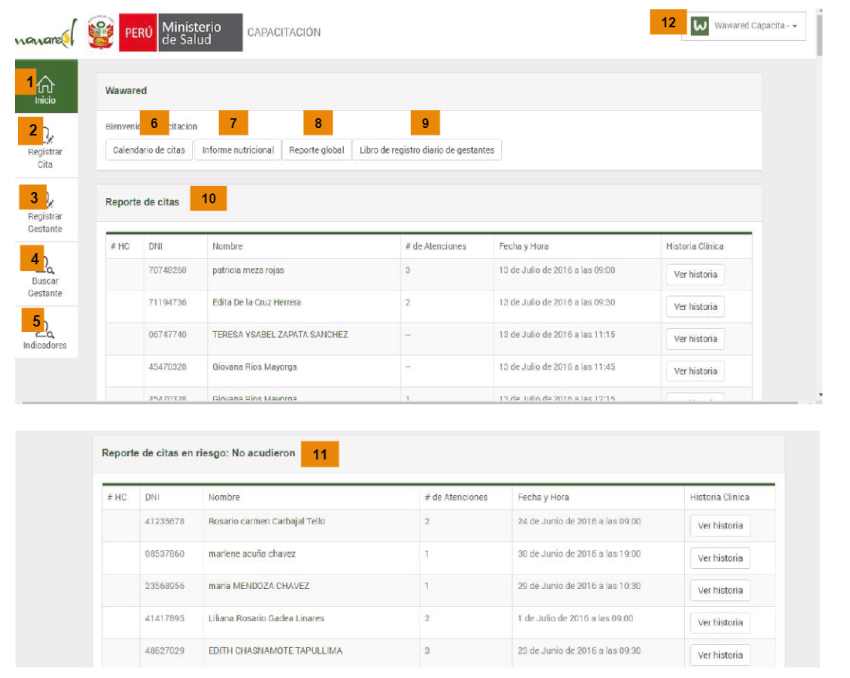 wawared
PERÚ
Ministerio
de Salud
CAPACITACIÓN
12
Wawared Capacita -
1
Inicio
2
Registrar
Cita
3
Registrar
Gestante
4
Buscar
Gestante
5
Indicadores
Wawared
6 7 8 9
Calendario de citas Informe nutricional Reporte global Libro de registro diario de gestantes
Reporte de citas 10
# HC DNI Nombre # de Atenciones Fecha y Hora Historia Clínica
70748260 patricia meza rojas 3 13 de Julio de 2016 a las 09:00 Ver historia
71194736 Edita De la Cruz Herrera 2 13 de Julio de 2016 a las 09:30 Ver historia
06747740 TERESA YSABEL ZAPATA SANCHEZ – 13 de Julio de 2016 a las 11:15 Ver historia
45470328 Giovana Rios Mayorga – 13 de Julio de 2016 a las 11:45 Ver historia
45470328 Giovana Rios Mayorga 1 13 de Julio de 2016 a las 12:15
Reporte de citas en riesgo: No acudieron 11
# HC DNI Nombre # de Atenciones Fecha y Hora Historia Clínica
41235678 Rosario carmen Carbajal Tello 2 24 de Junio de 2016 a las 09:00 Ver historia
08537860 marlene acuña chavez 1 30 de Junio de 2016 a las 19:00 Ver historia
23568956 maria MENDOZA CHAVEZ 1 29 de Junio de 2016 a las 10:30 Ver historia
41417895 Liliana Rosario Gadea Linares 2 1 de Julio de 2016 a las 09:00 Ver historia
48627029 EDITH CHASNAMOTE TAPULLIMA 3 23 de Junio de 2016 a las 09:30 Ver historia